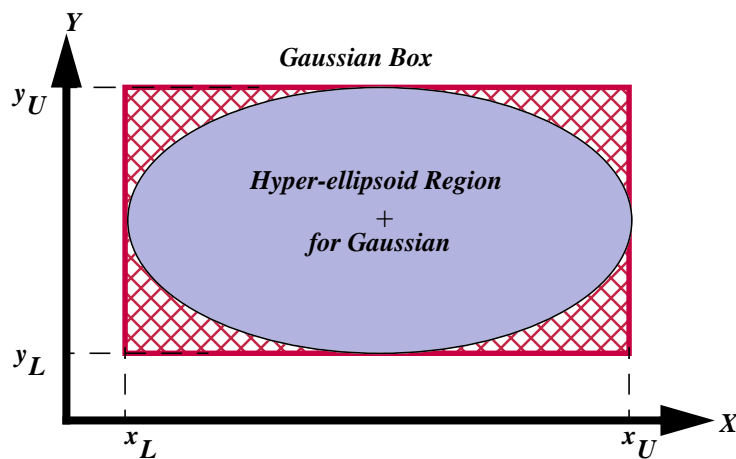 Y
Gaussian Box
y_U
Hyper-ellipsoid Region
+
for Gaussian
y_L
x_L
x_U
X